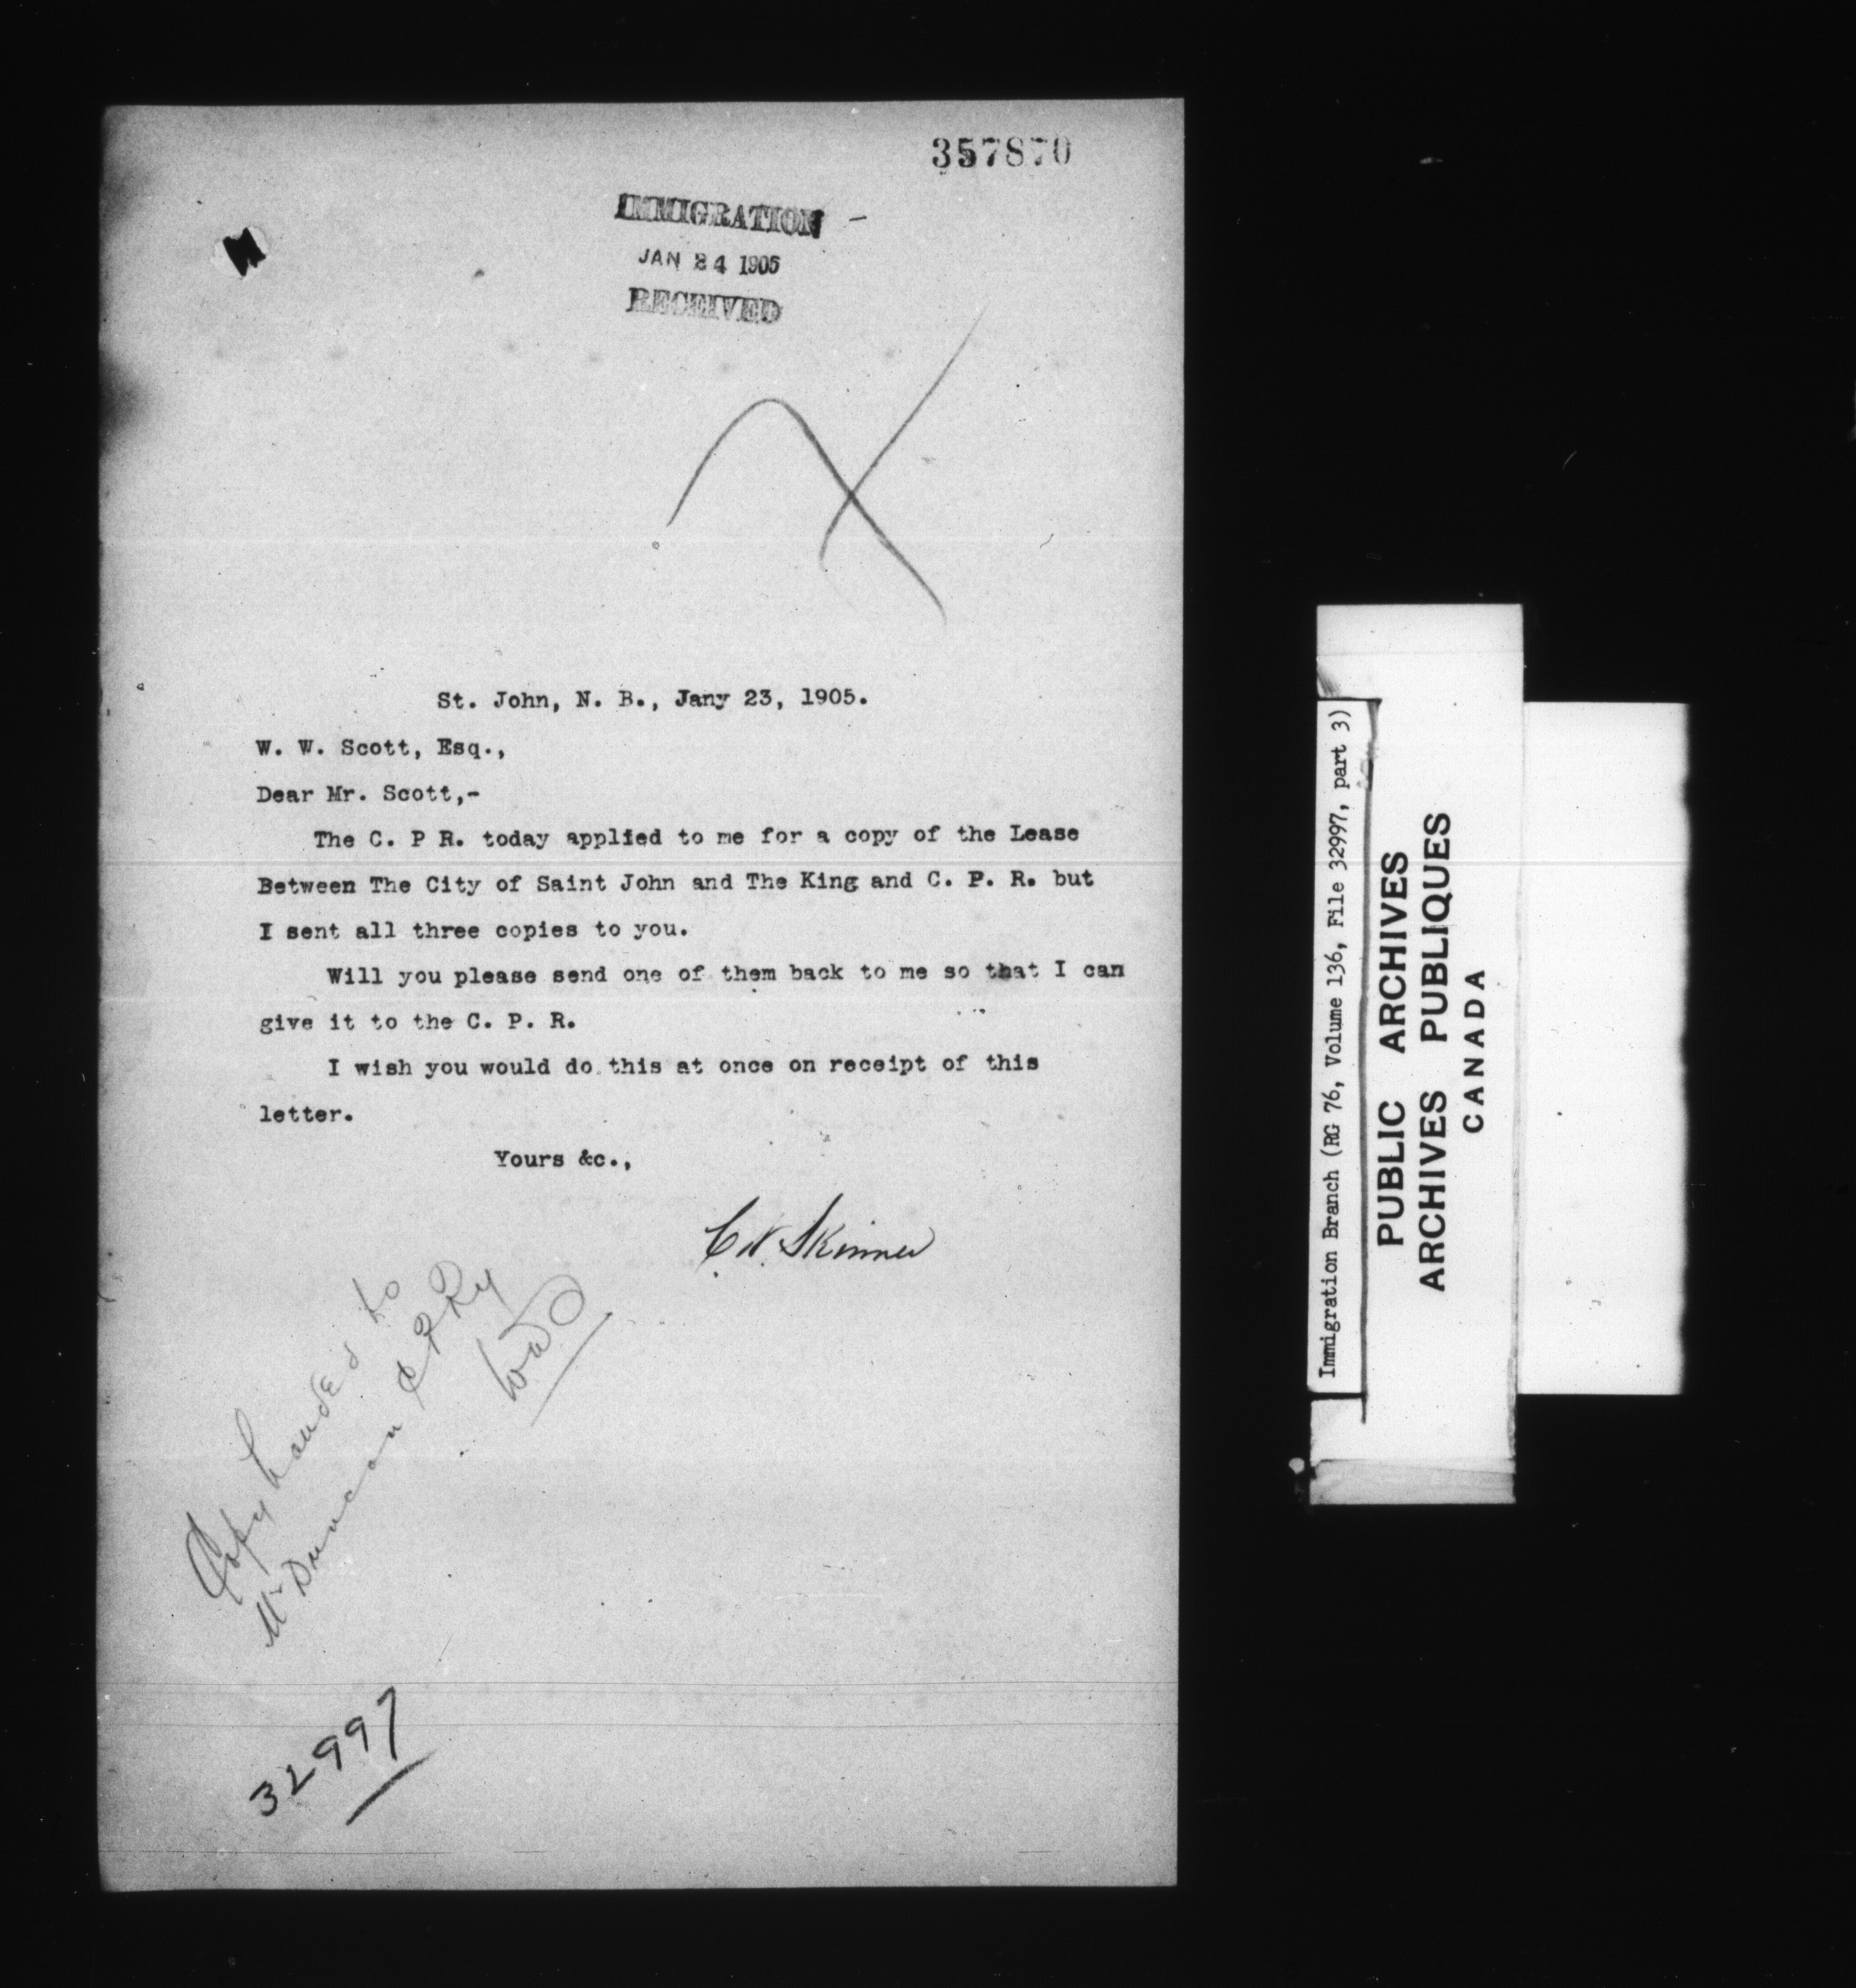 357870
IMMIGRATION
JAN 24 1905
RECEIVED
St. John, N. B., Jany 23, 1905.
W. W. Scott, Esq.,
Dear Mr. Scott,-
The C. P R. today applied to me for a copy of the Lease
Between The City of Saint John and The King and C. P. R. but
I sent all three copies to you.
Will you please send one of them back to me so that I can
give it to the C. P. R.
I wish you would do this at once on receipt of this
letter.
Yours &c.,
C N. Skinner
Copy handed to
Mr Duncan CPRy
32997
Immigration Branch (RG 76, Volume 136, File 32997, part 3)
PUBLIC ARCHIVES
ARCHIVES PUBLIQUES
CANADA